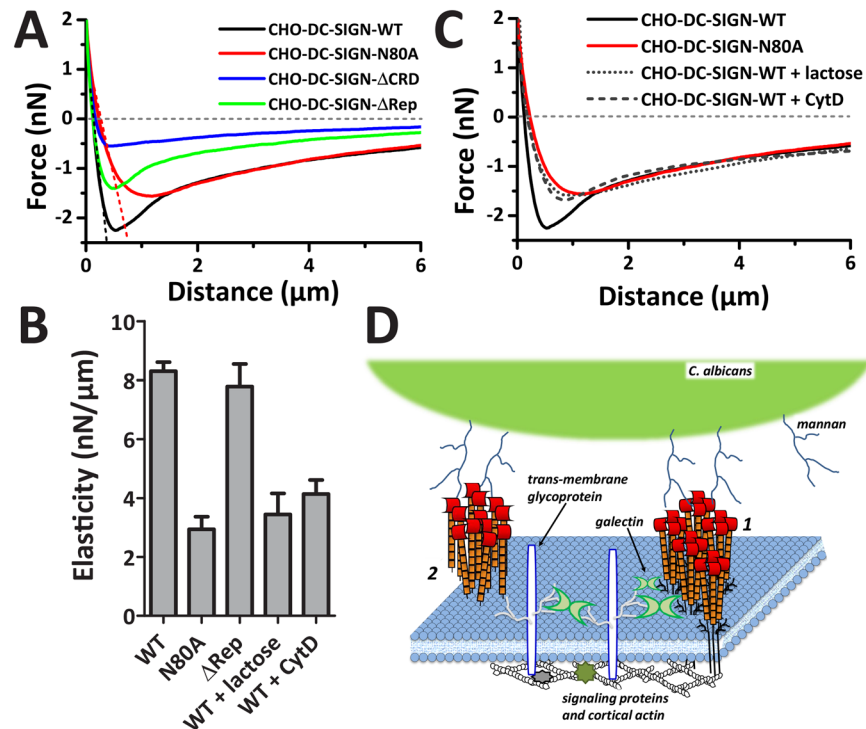 A
Force (nN)
2
1
0
-1
-2
0
2
4
6
Distance (µm)
CHO-DC-SIGN-WT
CHO-DC-SIGN-N80A
CHO-DC-SIGN-ΔCRD
CHO-DC-SIGN-ΔRep
C
Force (nN)
2
1
0
-1
-2
0
2
4
6
Distance (µm)
CHO-DC-SIGN-WT
CHO-DC-SIGN-N80A
CHO-DC-SIGN-WT + lactose
CHO-DC-SIGN-WT + CytD
B
Elasticity (nN/µm)
10
8
6
4
2
0
WT
N80A
ΔRep
WT + lactose
WT + CytD
D
C. albicans
mannan
trans-membrane
glycoprotein
galectin
1
2
signaling proteins
and cortical actin